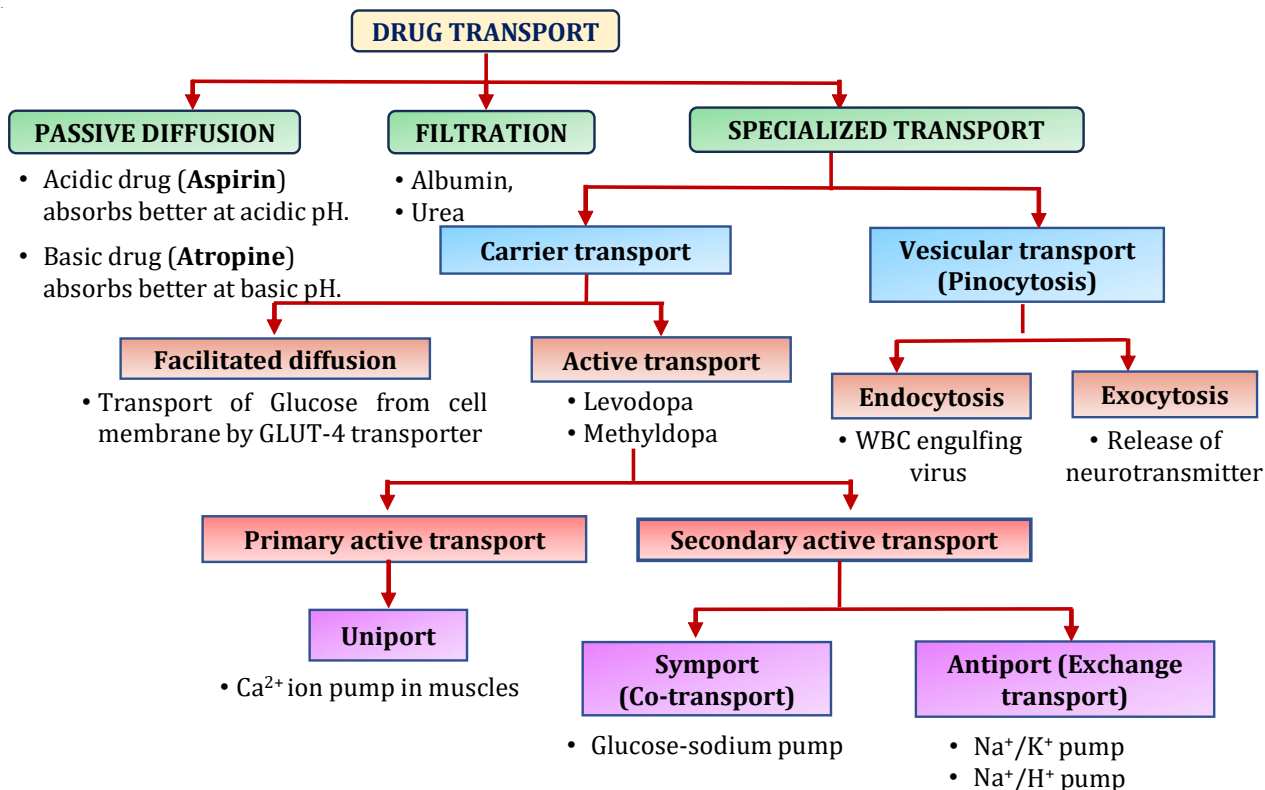 DRUG TRANSPORT
PASSIVE DIFFUSION
FILTRATION
SPECIALIZED TRANSPORT
• Acidic drug (Aspirin)
absorbs better at acidic pH.
• Basic drug (Atropine)
absorbs better at basic pH.
• Albumin,
• Urea
Carrier transport
Vesicular transport
(Pinocytosis)
Facilitated diffusion
• Transport of Glucose from cell
membrane by GLUT-4 transporter
Active transport
• Levodopa
• Methyldopa
Endocytosis
• WBC engulfing
virus
Exocytosis
• Release of
neurotransmitter
Primary active transport
Secondary active transport
Uniport
• Ca²⁺ ion pump in muscles
Symport
(Co-transport)
• Glucose-sodium pump
Antiport (Exchange
transport)
• Na⁺/K⁺ pump
• Na⁺/H⁺ pump